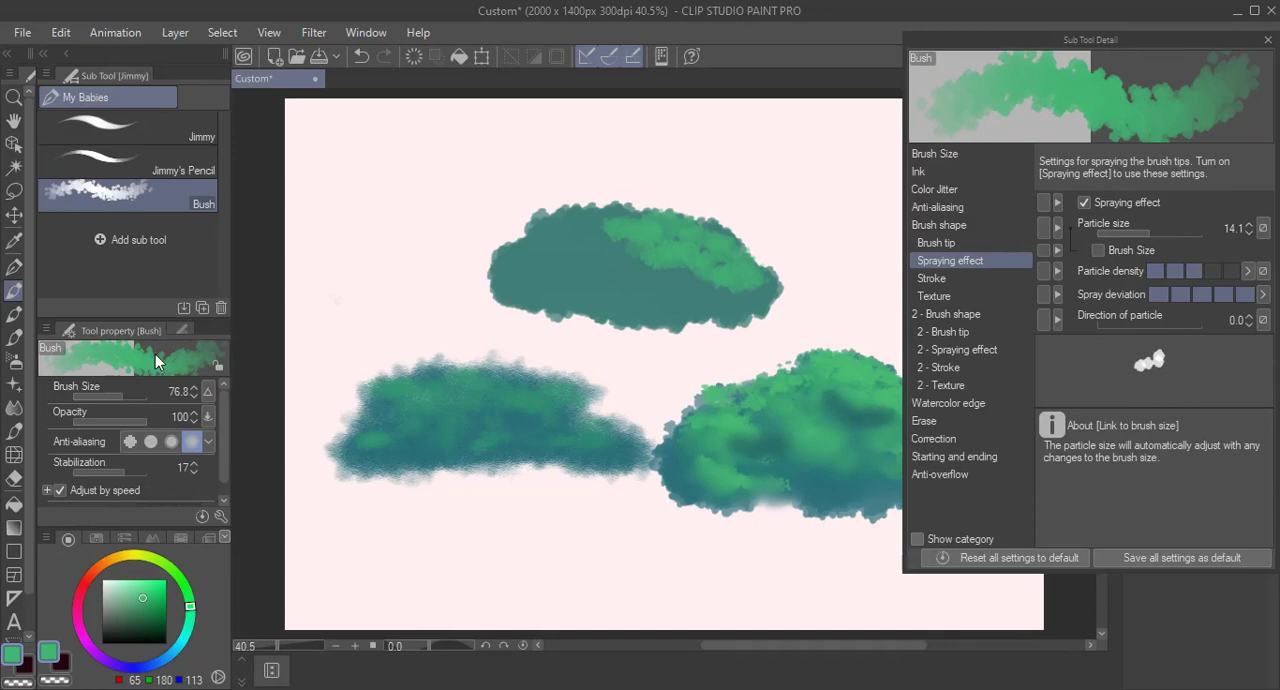 Custom* (2000 x 1400px 300dpi 40.5%) - CLIP STUDIO PAINT PRO
File Edit Animation Layer Select View Filter Window Help
Sub Tool Detail
Sub Tool [Jimmy]
Custom*
My Babies
Jimmy
Jimmy's Pencil
Bush
Add sub tool
Tool property [Bush]
Bush
Brush Size 76.8
Opacity 100
Anti-aliasing
Stabilization 17
Adjust by speed
65 180 113
40.5 0.0
Bush
Brush Size
Ink
Color Jitter
Anti-aliasing
Brush shape
Brush tip
Spraying effect
Stroke
Texture
2 - Brush shape
2 - Brush tip
2 - Spraying effect
2 - Stroke
2 - Texture
Watercolor edge
Erase
Correction
Starting and ending
Anti-overflow
Show category
Settings for spraying the brush tips. Turn on
[Spraying effect] to use these settings.
Spraying effect
Particle size 14.1
Brush Size
Particle density
Spray deviation
Direction of particle 0.0
About [Link to brush size]
The particle size will automatically adjust with any
changes to the brush size.
Reset all settings to default Save all settings as default